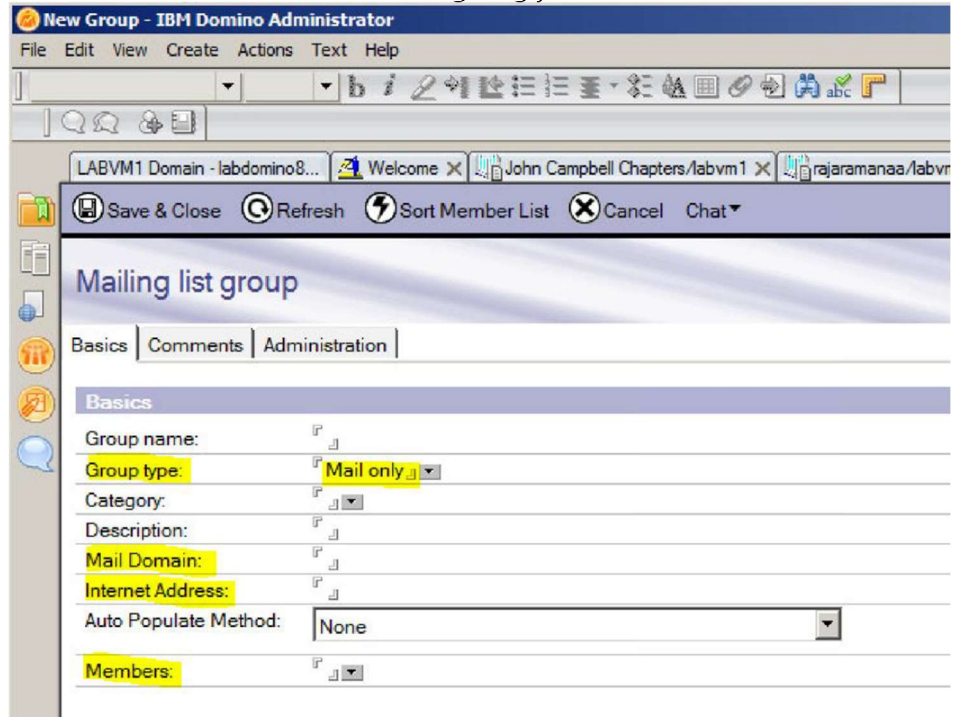 New Group - IBM Domino Administrator
File Edit View Create Actions Text Help
LABVM1 Domain - labdomino8... Welcome John Campbell Chapters/labvm1 rajaramanaa/labvm
Save & Close Refresh Sort Member List Cancel Chat
Mailing list group
Basics Comments Administration
Basics
Group name:
Group type: Mail only
Category:
Description:
Mail Domain:
Internet Address:
Auto Populate Method: None
Members: